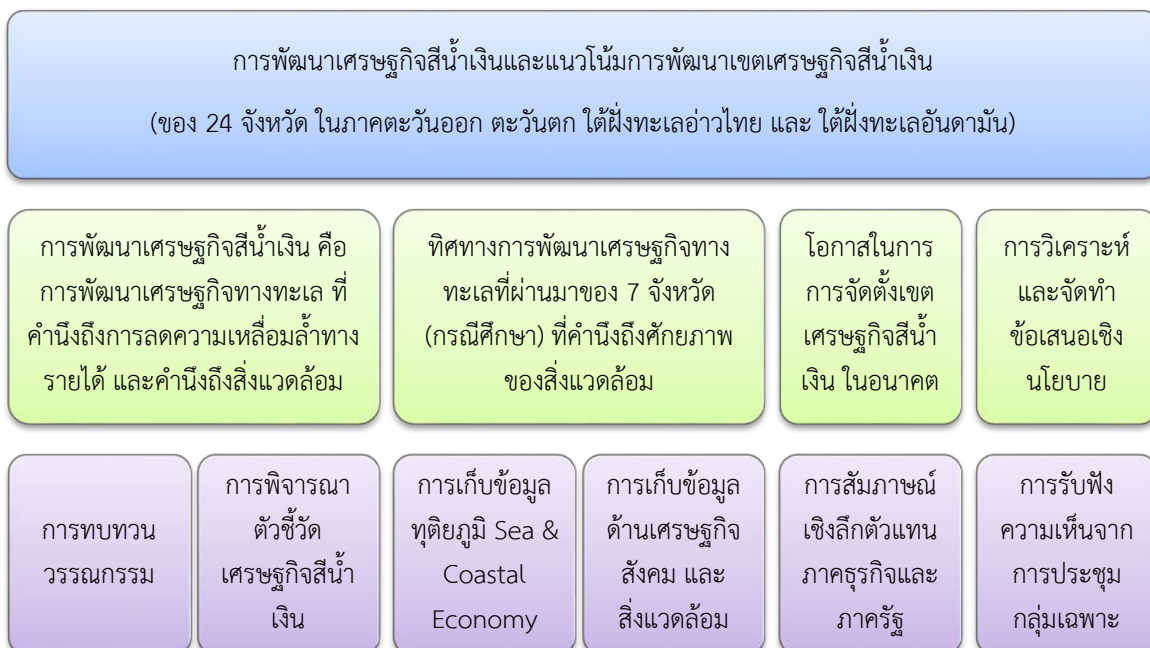 การพัฒนาเศรษฐกิจสีน้ำเงินและแนวโน้มการพัฒนาเขตเศรษฐกิจสีน้ำเงิน
(ของ 24 จังหวัด ในภาคตะวันออก ตะวันตก ใต้ฝั่งทะเลอ่าวไทย และ ใต้ฝั่งทะเลอันดามัน)
การพัฒนาเศรษฐกิจสีน้ำเงิน คือ
การพัฒนาเศรษฐกิจทางทะเล ที่
คำนึงถึงการลดความเหลื่อมล้ำทาง
รายได้ และคำนึงถึงสิ่งแวดล้อม
ทิศทางการพัฒนาเศรษฐกิจทาง
ทะเลที่ผ่านมาของ 7 จังหวัด
(กรณีศึกษา) ที่คำนึงถึงศักยภาพ
ของสิ่งแวดล้อม
โอกาสในการ
การจัดตั้งเขต
เศรษฐกิจสีน้ำ
เงิน ในอนาคต
การวิเคราะห์
และจัดทำ
ข้อเสนอเชิง
นโยบาย
การทบทวน
วรรณกรรม
การพิจารณา
ตัวชี้วัด
เศรษฐกิจสีน้ำ
เงิน
การเก็บข้อมูล
ทุติยภูมิ Sea &
Coastal
Economy
การเก็บข้อมูล
ด้านเศรษฐกิจ
สังคม และ
สิ่งแวดล้อม
การสัมภาษณ์
เชิงลึกตัวแทน
ภาคธุรกิจและ
ภาครัฐ
การรับฟัง
ความเห็นจาก
การประชุม
กลุ่มเฉพาะ